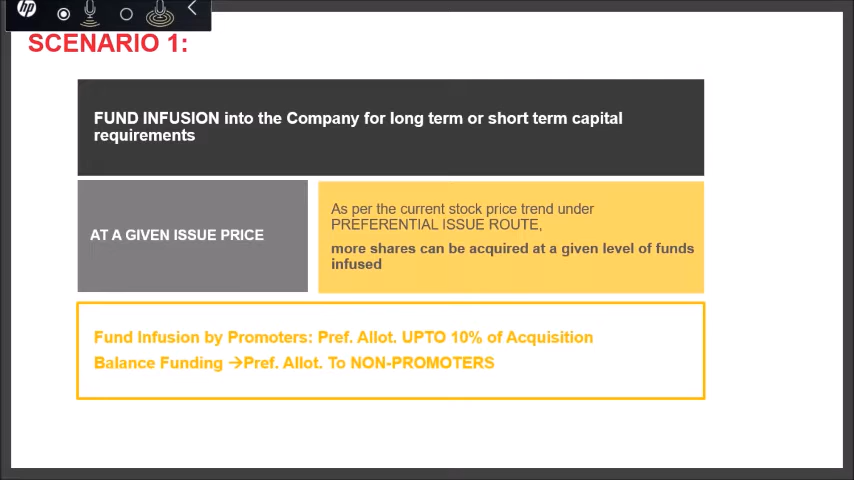 hp
SCENARIO 1:
FUND INFUSION into the Company for long term or short term capital
requirements
AT A GIVEN ISSUE PRICE
As per the current stock price trend under
PREFERENTIAL ISSUE ROUTE,
more shares can be acquired at a given level of funds
infused
Fund Infusion by Promoters: Pref. Allot. UPTO 10% of Acquisition
Balance Funding →Pref. Allot. To NON-PROMOTERS